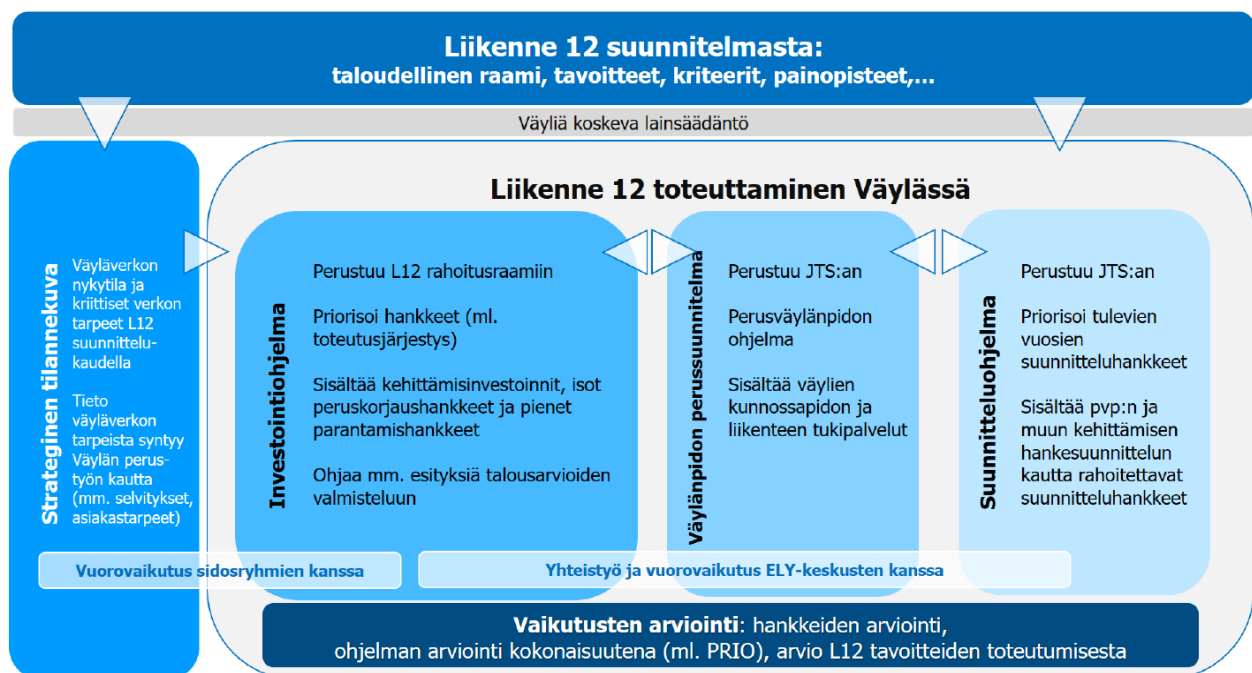 Liikenne 12 suunnitelmasta:
taloudellinen raami, tavoitteet, kriteerit, painopisteet,...
Väyliä koskeva lainsäädäntö
Liikenne 12 toteuttaminen Väylässä
Strateginen tilannekuva
Väyläverkon
nykytila ja
kriittiset verkon
tarpeet L12
suunnittelu-
kaudella
Tieto
väyläverkon
tarpeista syntyy
Väylän perus-
työn kautta
(mm. selvitykset,
asiakastarpeet)
Investointiohjelma
Perustuu L12 rahoitusraamiin
Priorisoi hankkeet (ml.
toteutusjärjestys)
Sisältää kehittämisinvestoinnit, isot
peruskorjaushankkeet ja pienet
parantamishankkeet
Ohjaa mm. esityksiä talousarvioiden
valmisteluun
Väylänpidon perussuunnitelma
Perustuu JTS:an
Perusväylänpidon
ohjelma
Sisältää väylien
kunnossapidon ja
liikenteen tukipalvelut
Suunnitteluohjelma
Perustuu JTS:an
Priorisoi tulevien
vuosien
suunnitteluhankkeet
Sisältää pvp:n ja
muun kehittämisen
hankesuunnittelun
kautta rahoitettavat
suunnitteluhankkeet
Vuorovaikutus sidosryhmien kanssa
Yhteistyö ja vuorovaikutus ELY-keskusten kanssa
Vaikutusten arviointi: hankkeiden arviointi,
ohjelman arviointi kokonaisuutena (ml. PRIO), arvio L12 tavoitteiden toteutumisesta